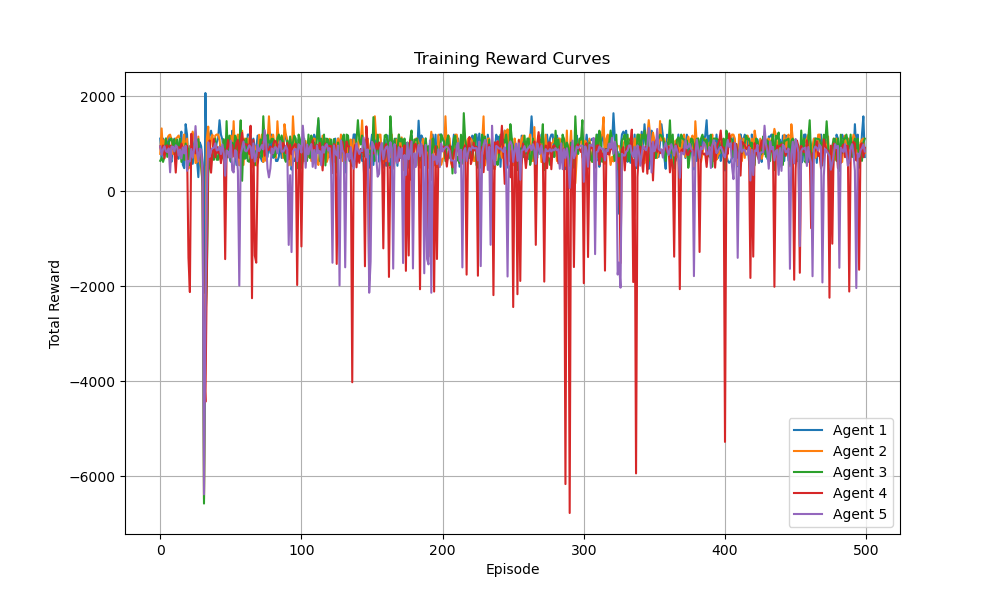 Training Reward Curves
Total Reward
2000
0
−2000
−4000
−6000
0
100
200
300
400
500
Episode
Agent 1
Agent 2
Agent 3
Agent 4
Agent 5